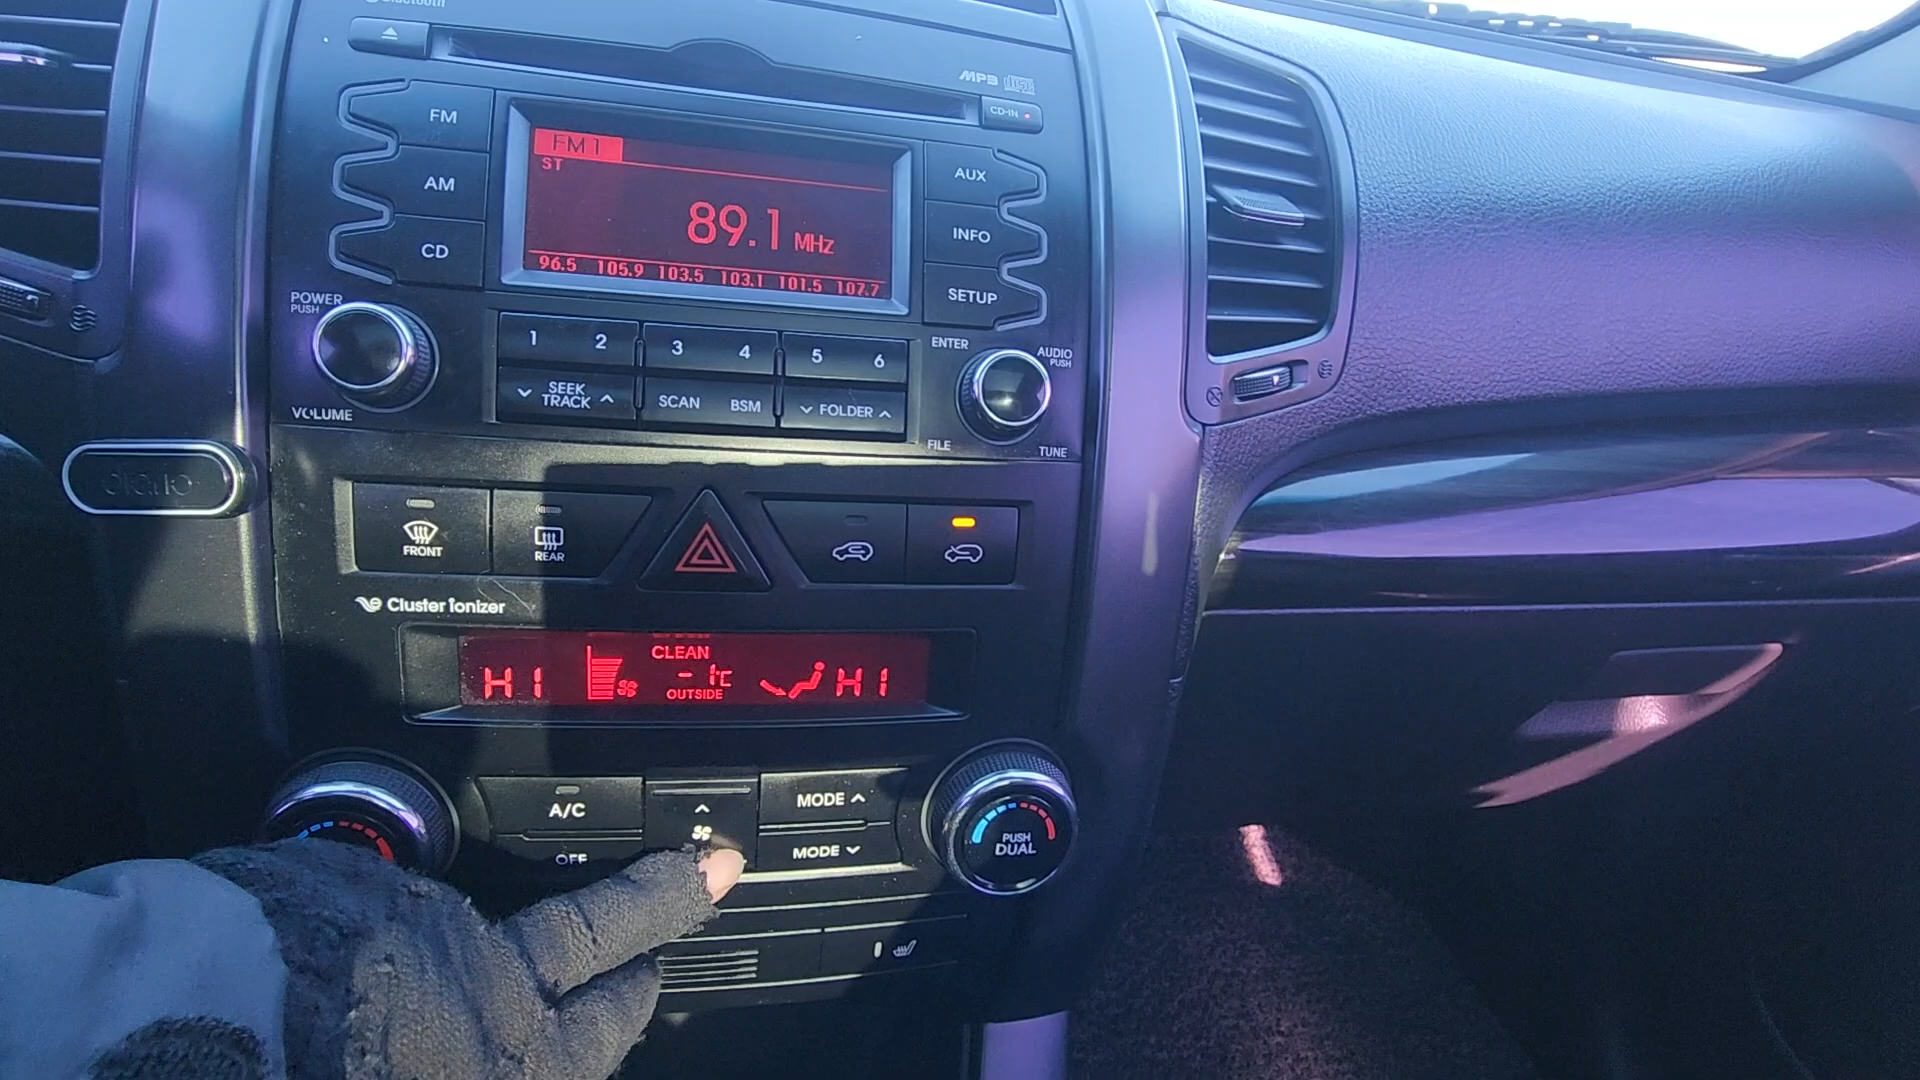 Bluetooth
MP3
CD-IN
FM
AM
CD
FM 1
ST
89.1 MHz
96.5 105.9 103.5 103.1 101.5 107.7
AUX
INFO
SETUP
POWER
PUSH
VOLUME
1 2 3 4 5 6
SEEK
TRACK
SCAN
BSM
FOLDER
ENTER
AUDIO
PUSH
FILE
TUNE
FRONT
REAR
Cluster ionizer
HI
CLEAN
-1°C
OUTSIDE
HI
A/C
OFF
MODE
MODE
PUSH
DUAL